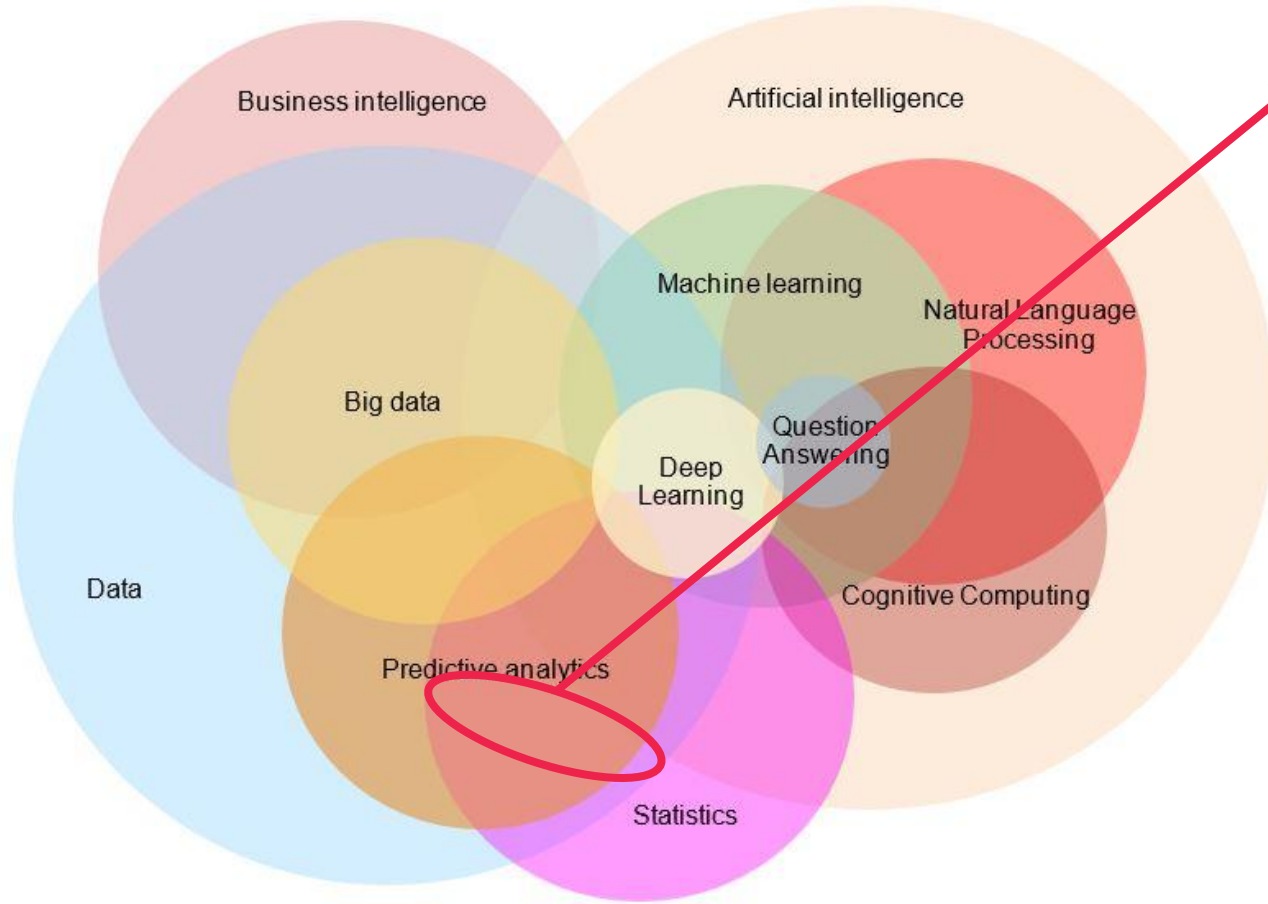 Business intelligence
Artificial intelligence
Machine learning
Natural Language
Processing
Big data
Question
Answering
Deep
Learning
Data
Cognitive Computing
Predictive analytics
Statistics